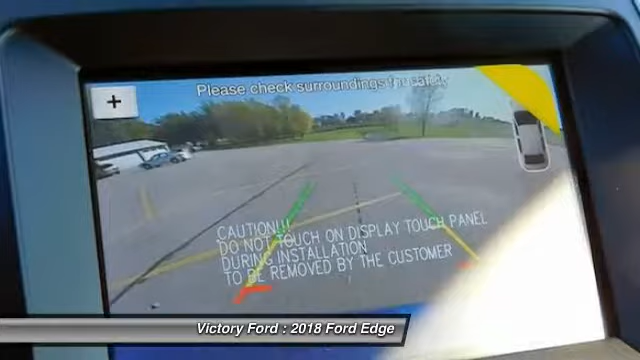 Please check surroundings for safety
+
CAUTION!!!
DO NOT TOUCH ON DISPLAY TOUCH PANEL
DURING INSTALLATION
TO BE REMOVED BY THE CUSTOMER
Victory Ford : 2018 Ford Edge